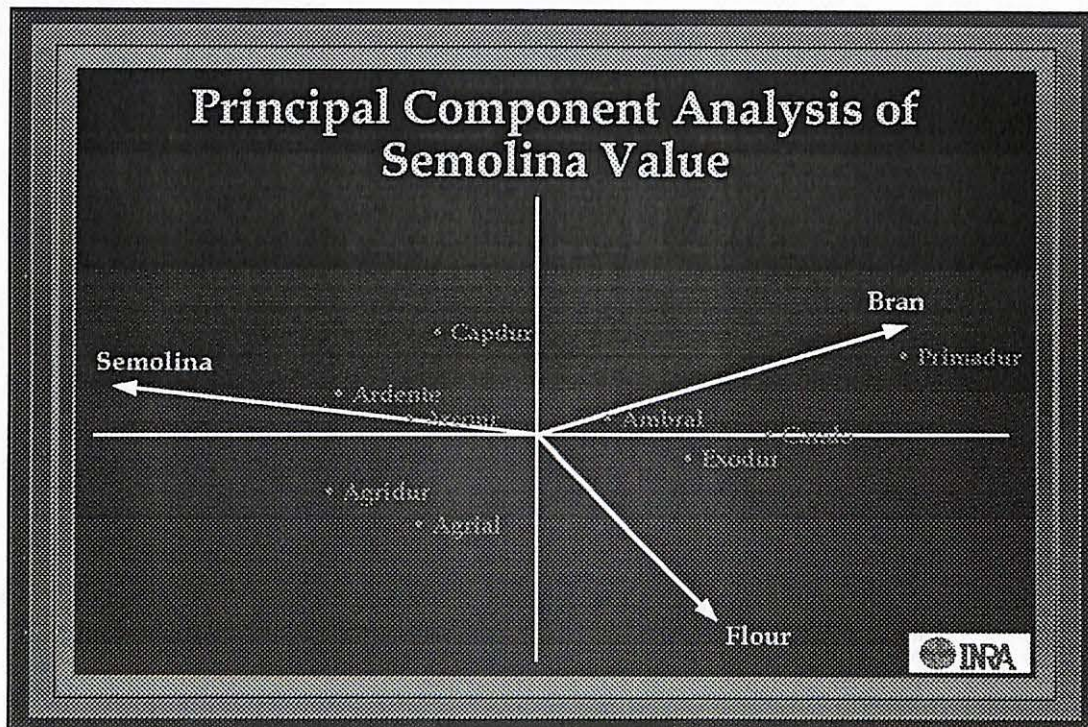 Principal Component Analysis of
Semolina Value
Bran
Capdur
Primadur
Semolina
Ardente
Ambral
Exodur
Agridur
Agrial
Flour
INRA